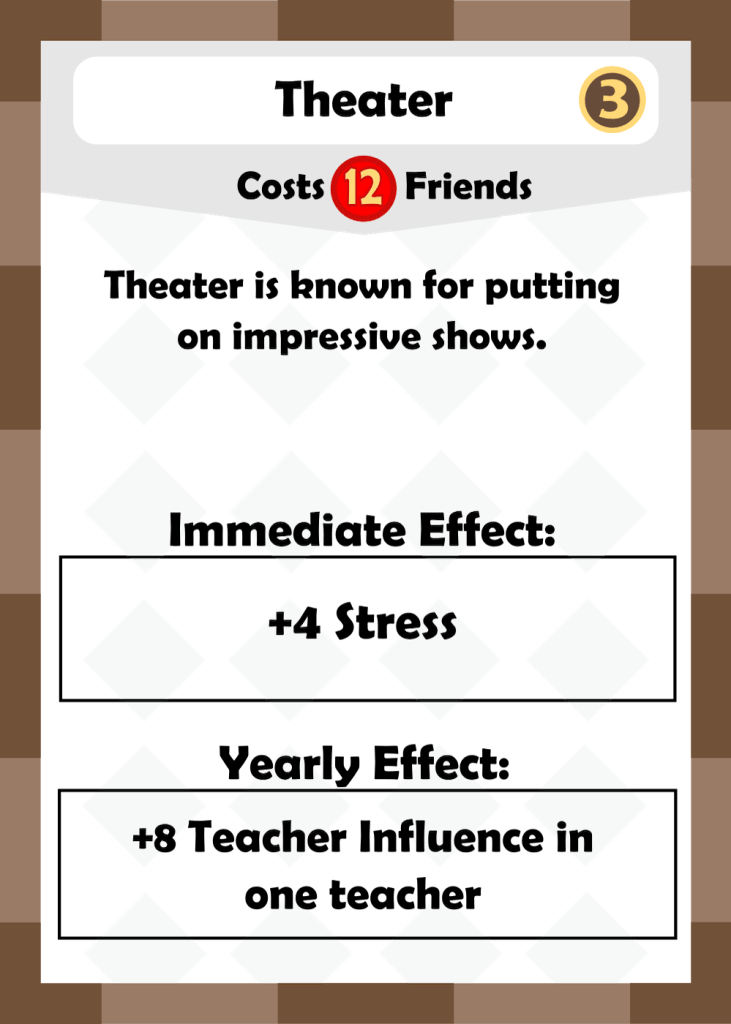 Theater 3
Costs 12 Friends
Theater is known for putting
on impressive shows.
Immediate Effect:
+4 Stress
Yearly Effect:
+8 Teacher Influence in
one teacher